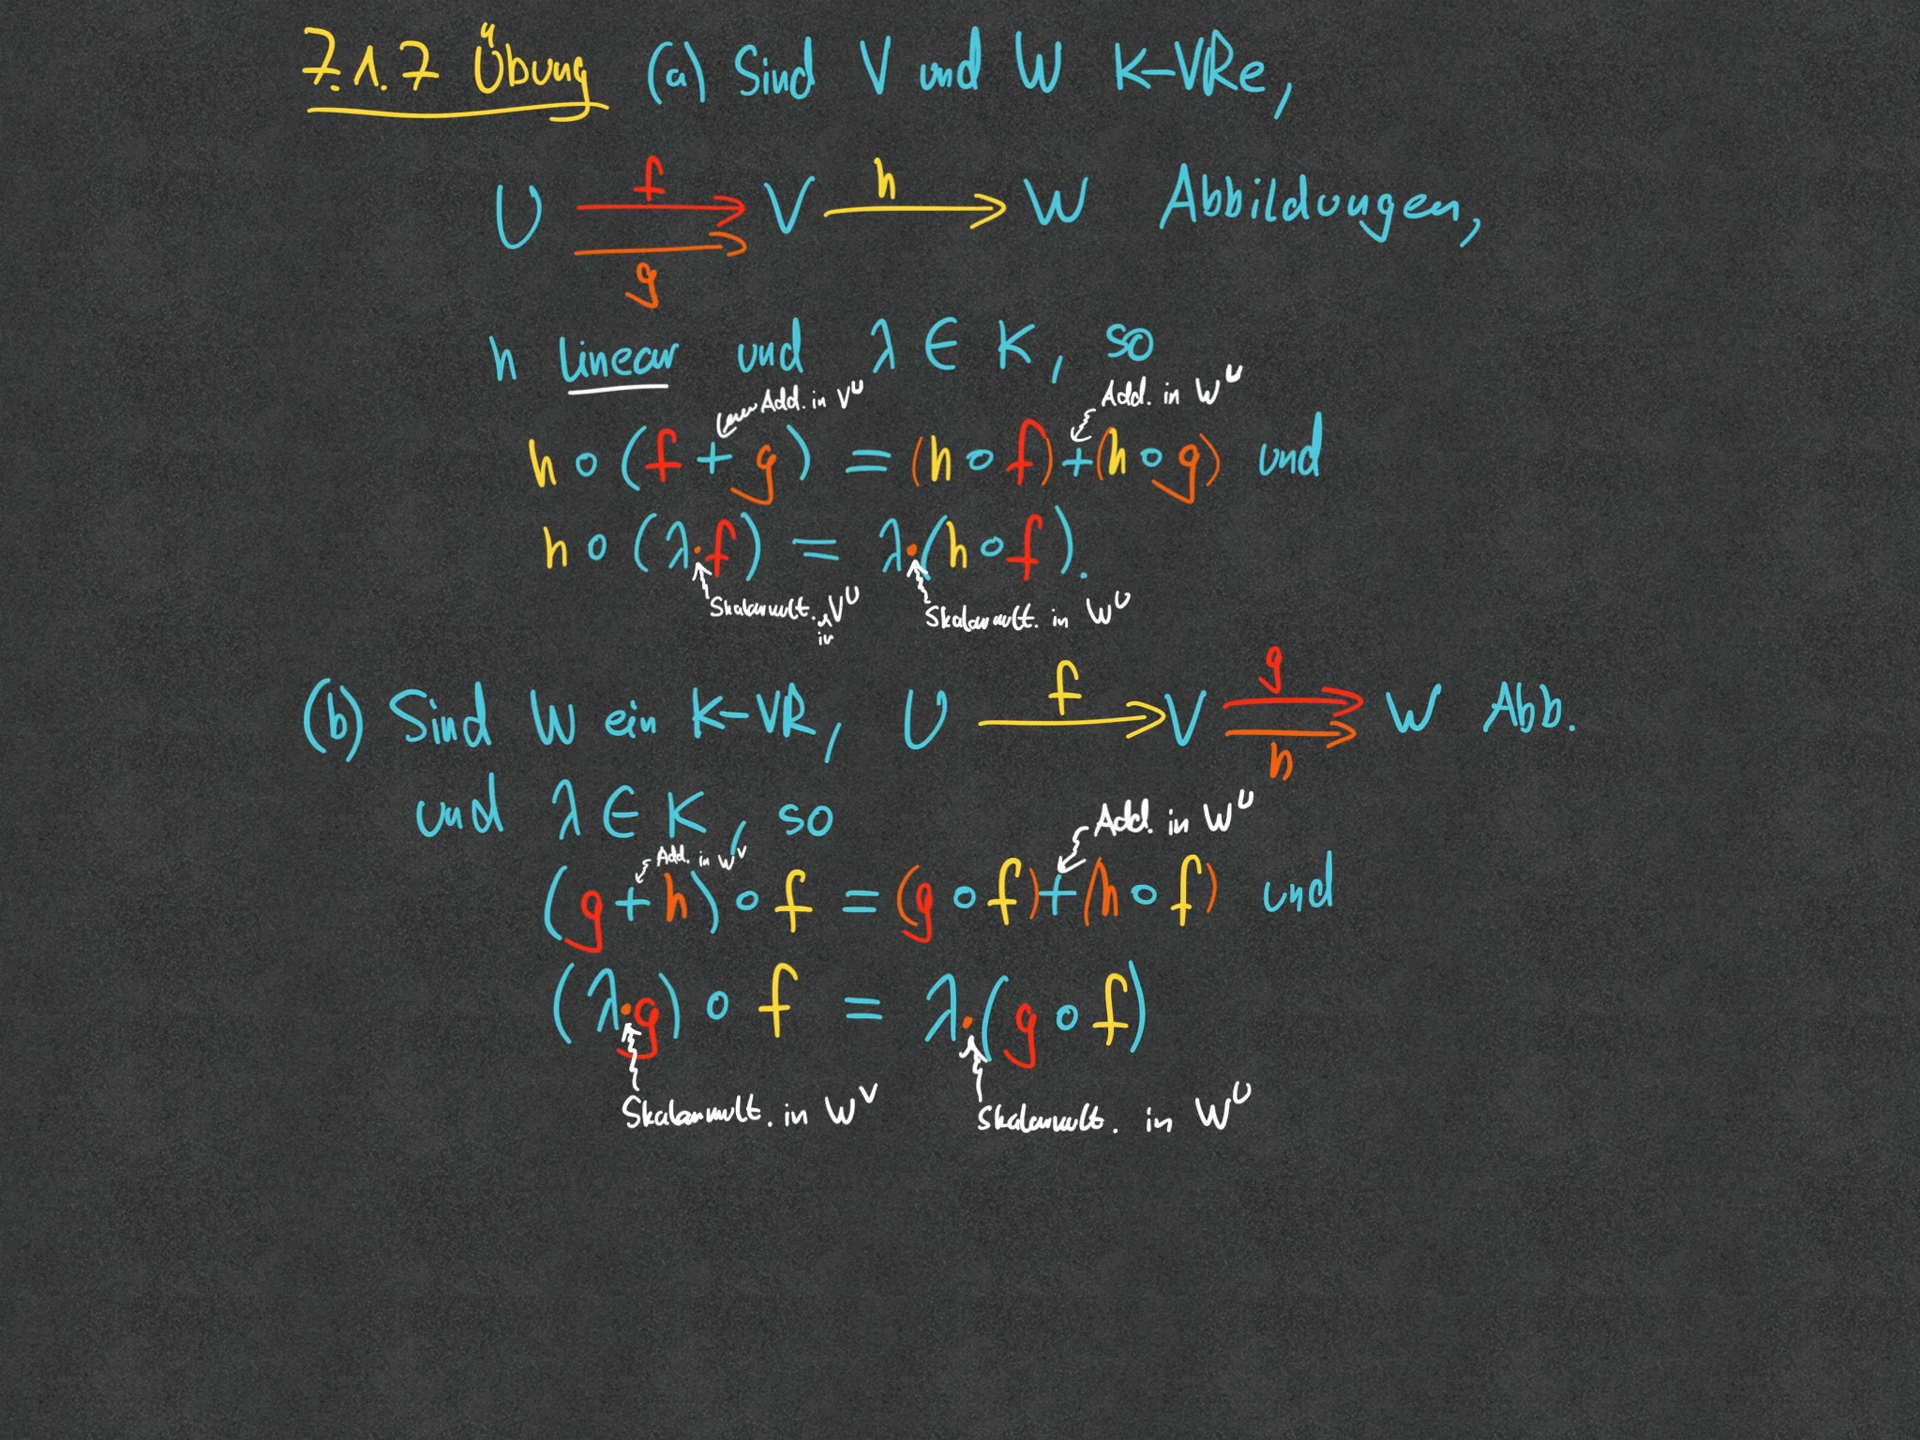 7.1.7 Übung (a) Sind V und W K-VRe,
f h
U V W Abbildungen,
g
h linear und λ ∈ K, so
Add. in V^U Add. in W^U
h ∘ (f + g) = (h ∘ f) + (h ∘ g) und
h ∘ (λ·f) = λ·(h ∘ f).
Skalarmult. in V^U Skalarmult. in W^U
f g
(b) Sind W ein K-VR, U V W Abb.
h
und λ ∈ K, so
Add. in W^V Add. in W^U
(g + h) ∘ f = (g ∘ f) + (h ∘ f) und
(λ·g) ∘ f = λ·(g ∘ f)
Skalarmult. in W^V Skalarmult. in W^U